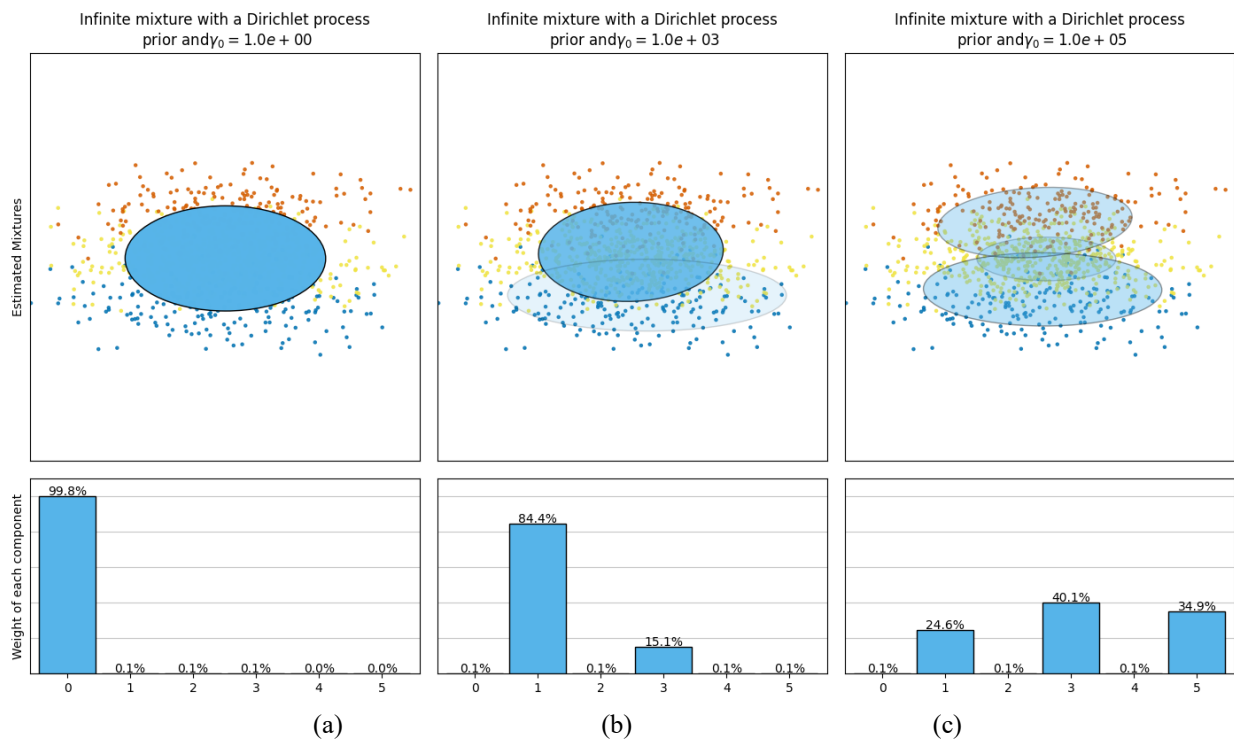 Infinite mixture with a Dirichlet process
prior andγ₀ = 1.0e + 00
Infinite mixture with a Dirichlet process
prior andγ₀ = 1.0e + 03
Infinite mixture with a Dirichlet process
prior andγ₀ = 1.0e + 05
Estimated Mixtures
Weight of each component
99.8%
0.1%
0.1%
0.1%
0.0%
0.0%
0 1 2 3 4 5
0.1%
84.4%
0.1%
15.1%
0.1%
0.1%
0 1 2 3 4 5
0.1%
24.6%
0.1%
40.1%
0.1%
34.9%
0 1 2 3 4 5
(a) (b) (c)